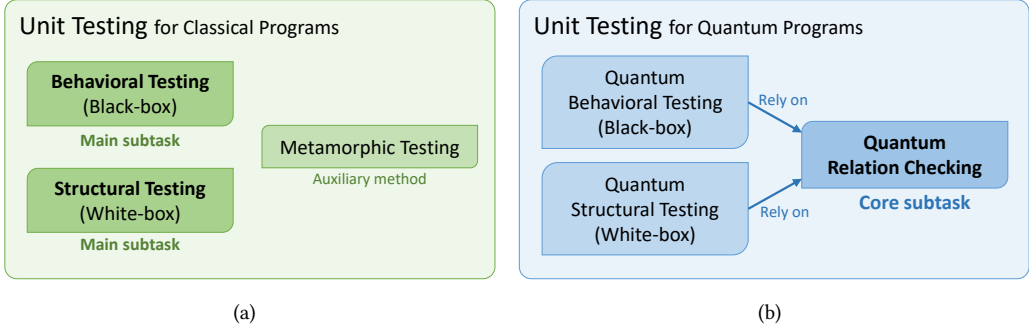 Unit Testing for Classical Programs
Behavioral Testing
(Black-box)
Main subtask
Metamorphic Testing
Auxiliary method
Structural Testing
(White-box)
Main subtask
(a)
Unit Testing for Quantum Programs
Quantum
Behavioral Testing
(Black-box)
Rely on
Quantum
Relation Checking
Core subtask
Quantum
Structural Testing
(White-box)
Rely on
(b)